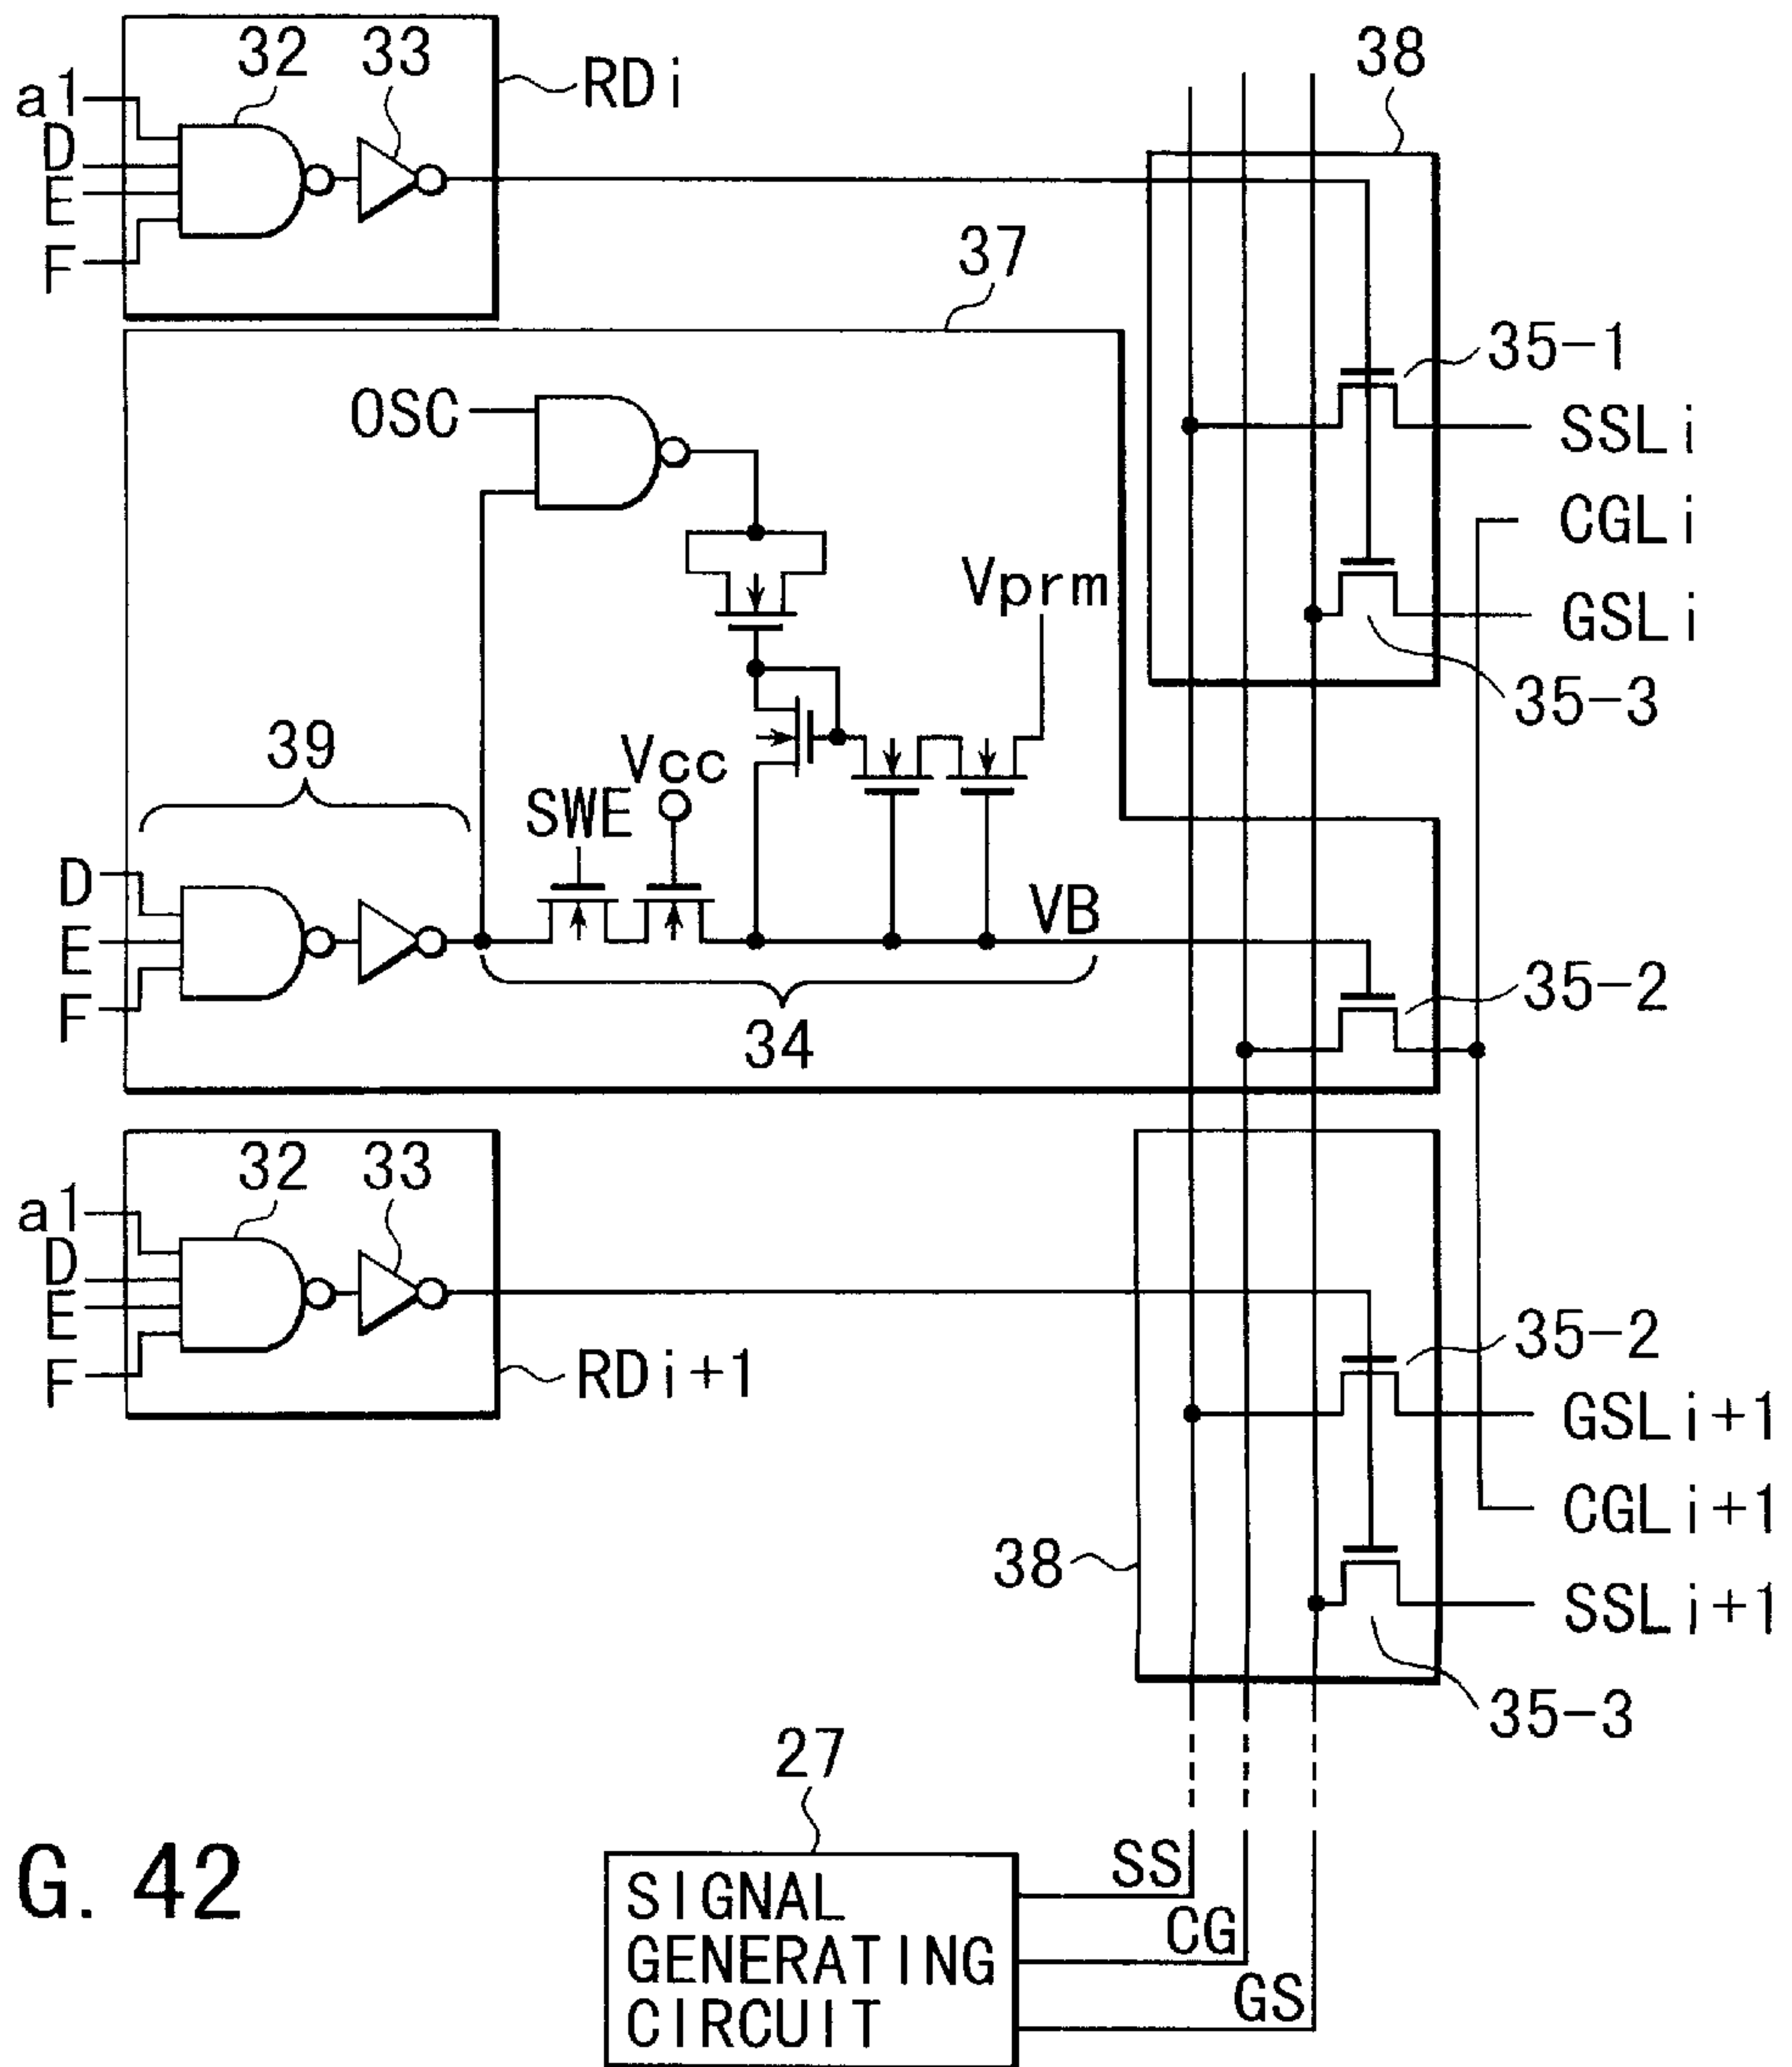 32
33
RDi
a1
D
E
F
38
37
35-1
SSLi
CGLi
GSLi
35-3
OSC
Vprm
39
Vcc
SWE
VB
D
E
F
34
35-2
32
33
a1
D
E
F
RDi+1
35-2
GSLi+1
CGLi+1
38
SSLi+1
35-3
27
SS
CG
GS
SIGNAL
GENERATING
CIRCUIT
G. 42